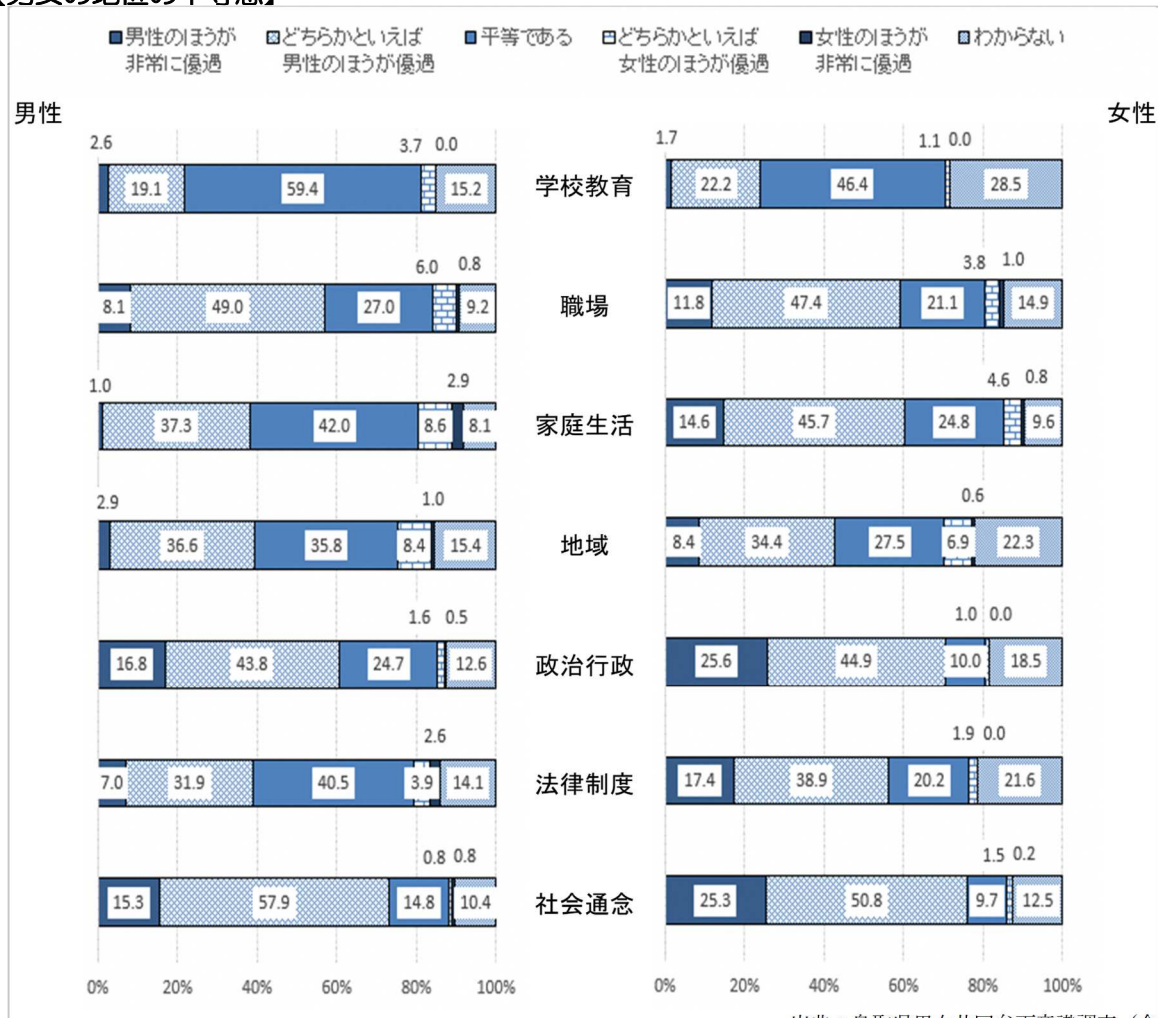 ■男性のほうが 非常に優遇
どちらかといえば 男性のほうが優遇
■平等である
どちらかといえば 女性のほうが優遇
■女性のほうが 非常に優遇
わからない
男性
女性
2.6 3.7 0.0
19.1 59.4 15.2
学校教育
1.7 1.1 0.0
22.2 46.4 28.5
6.0 0.8
8.1 49.0 27.0 9.2
職場
3.8 1.0
11.8 47.4 21.1 14.9
1.0 2.9
37.3 42.0 8.6 8.1
家庭生活
4.6 0.8
14.6 45.7 24.8 9.6
2.9 1.0
36.6 35.8 8.4 15.4
地域
0.6
8.4 34.4 27.5 6.9 22.3
1.6 0.5
16.8 43.8 24.7 12.6
政治行政
1.0 0.0
25.6 44.9 10.0 18.5
2.6
7.0 31.9 40.5 3.9 14.1
法律制度
1.9 0.0
17.4 38.9 20.2 21.6
0.8 0.8
15.3 57.9 14.8 10.4
社会通念
1.5 0.2
25.3 50.8 9.7 12.5
0% 20% 40% 60% 80% 100%
0% 20% 40% 60% 80% 100%